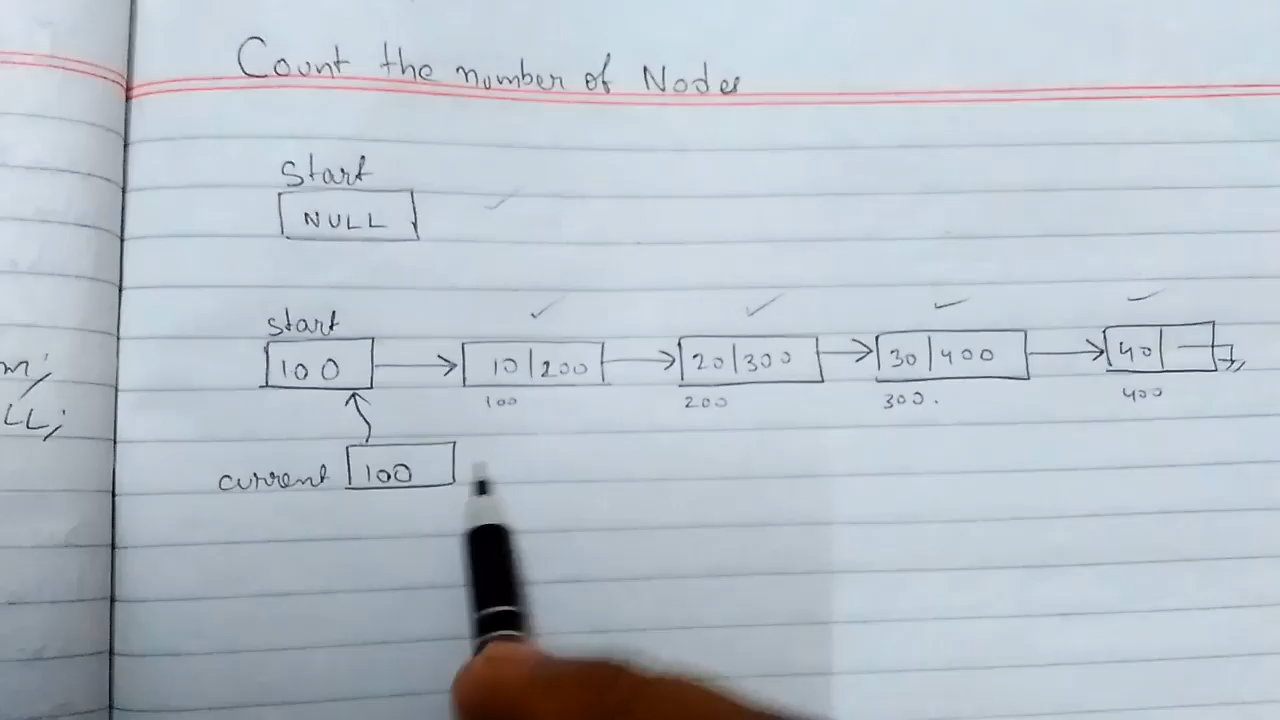 Count the number of Nodes
Start
NULL
start
100 10 200 20 300 30 400 40
100 200 300. 400
m;
LL;
current 100